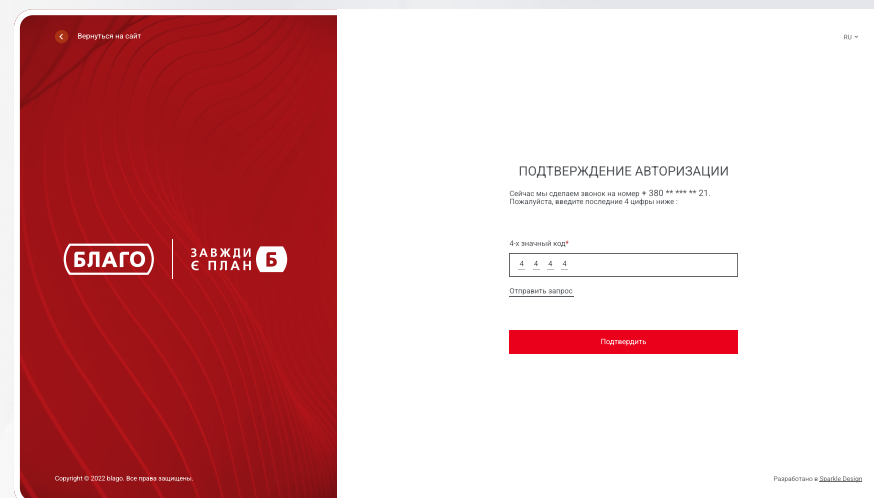 Вернуться на сайт
RU
ПОДТВЕРЖДЕНИЕ АВТОРИЗАЦИИ
Сейчас мы сделаем звонок на номер + 380 ** *** ** 21.
Пожалуйста, введите последние 4 цифры ниже :
4-х значный код*
4 4 4 4
Отправить запрос
Подтвердить
БЛАГО
ЗАВЖДИ
Є ПЛАН Б
Copyright © 2022 blago. Все права защищены.
Разработано в Sparkle Design